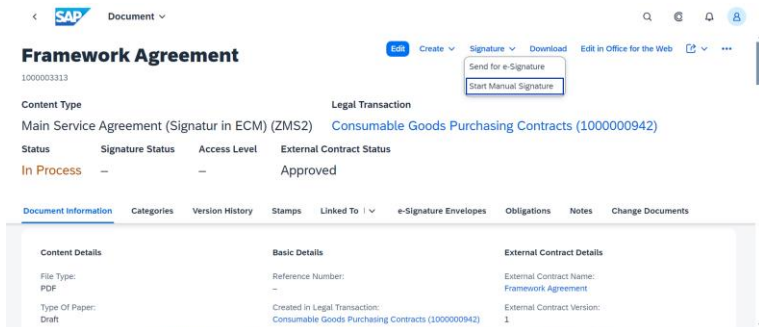 SAP Document
Framework Agreement
Edit Create Signature Download Edit in Office for the Web
1000003313
Send for e-Signature
Start Manual Signature
Content Type Legal Transaction
Main Service Agreement (Signatur in ECM) (ZMS2) Consumable Goods Purchasing Contracts (1000000942)
Status Signature Status Access Level External Contract Status
In Process – – Approved
Document Information Categories Version History Stamps Linked To e-Signature Envelopes Obligations Notes Change Documents
Content Details Basic Details External Contract Details
File Type: Reference Number: External Contract Name:
PDF – Framework Agreement
Type Of Paper: Created in Legal Transaction: External Contract Version:
Draft Consumable Goods Purchasing Contracts (1000000942) 1